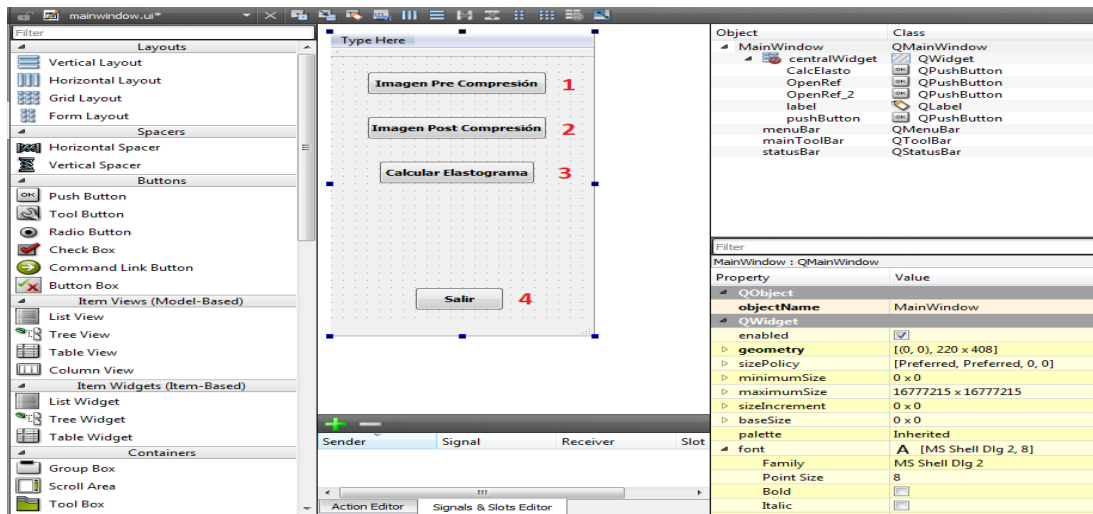 mainwindow.ui*
Filter
Layouts
Vertical Layout
Horizontal Layout
Grid Layout
Form Layout
Spacers
Horizontal Spacer
Vertical Spacer
Buttons
OK Push Button
Tool Button
Radio Button
Check Box
Command Link Button
Button Box
Item Views (Model-Based)
List View
Tree View
Table View
Column View
Item Widgets (Item-Based)
List Widget
Tree Widget
Table Widget
Containers
Group Box
Scroll Area
Tool Box
Type Here
Imagen Pre Compresión 1
Imagen Post Compresión 2
Calcular Elastograma 3
Salir 4
Sender Signal Receiver Slot
Action Editor Signals & Slots Editor
Object Class
MainWindow QMainWindow
centralWidget QWidget
CalcElasto OK QPushButton
OpenRef OK QPushButton
OpenRef_2 OK QPushButton
label QLabel
pushButton OK QPushButton
menuBar QMenuBar
mainToolBar QToolBar
statusBar QStatusBar
Filter
MainWindow : QMainWindow
Property Value
QObject
objectName MainWindow
QWidget
enabled
geometry [(0, 0), 220 x 408]
sizePolicy [Preferred, Preferred, 0, 0]
minimumSize 0 x 0
maximumSize 16777215 x 16777215
sizeIncrement 0 x 0
baseSize 0 x 0
palette Inherited
font A [MS Shell Dlg 2, 8]
Family MS Shell Dlg 2
Point Size 8
Bold
Italic